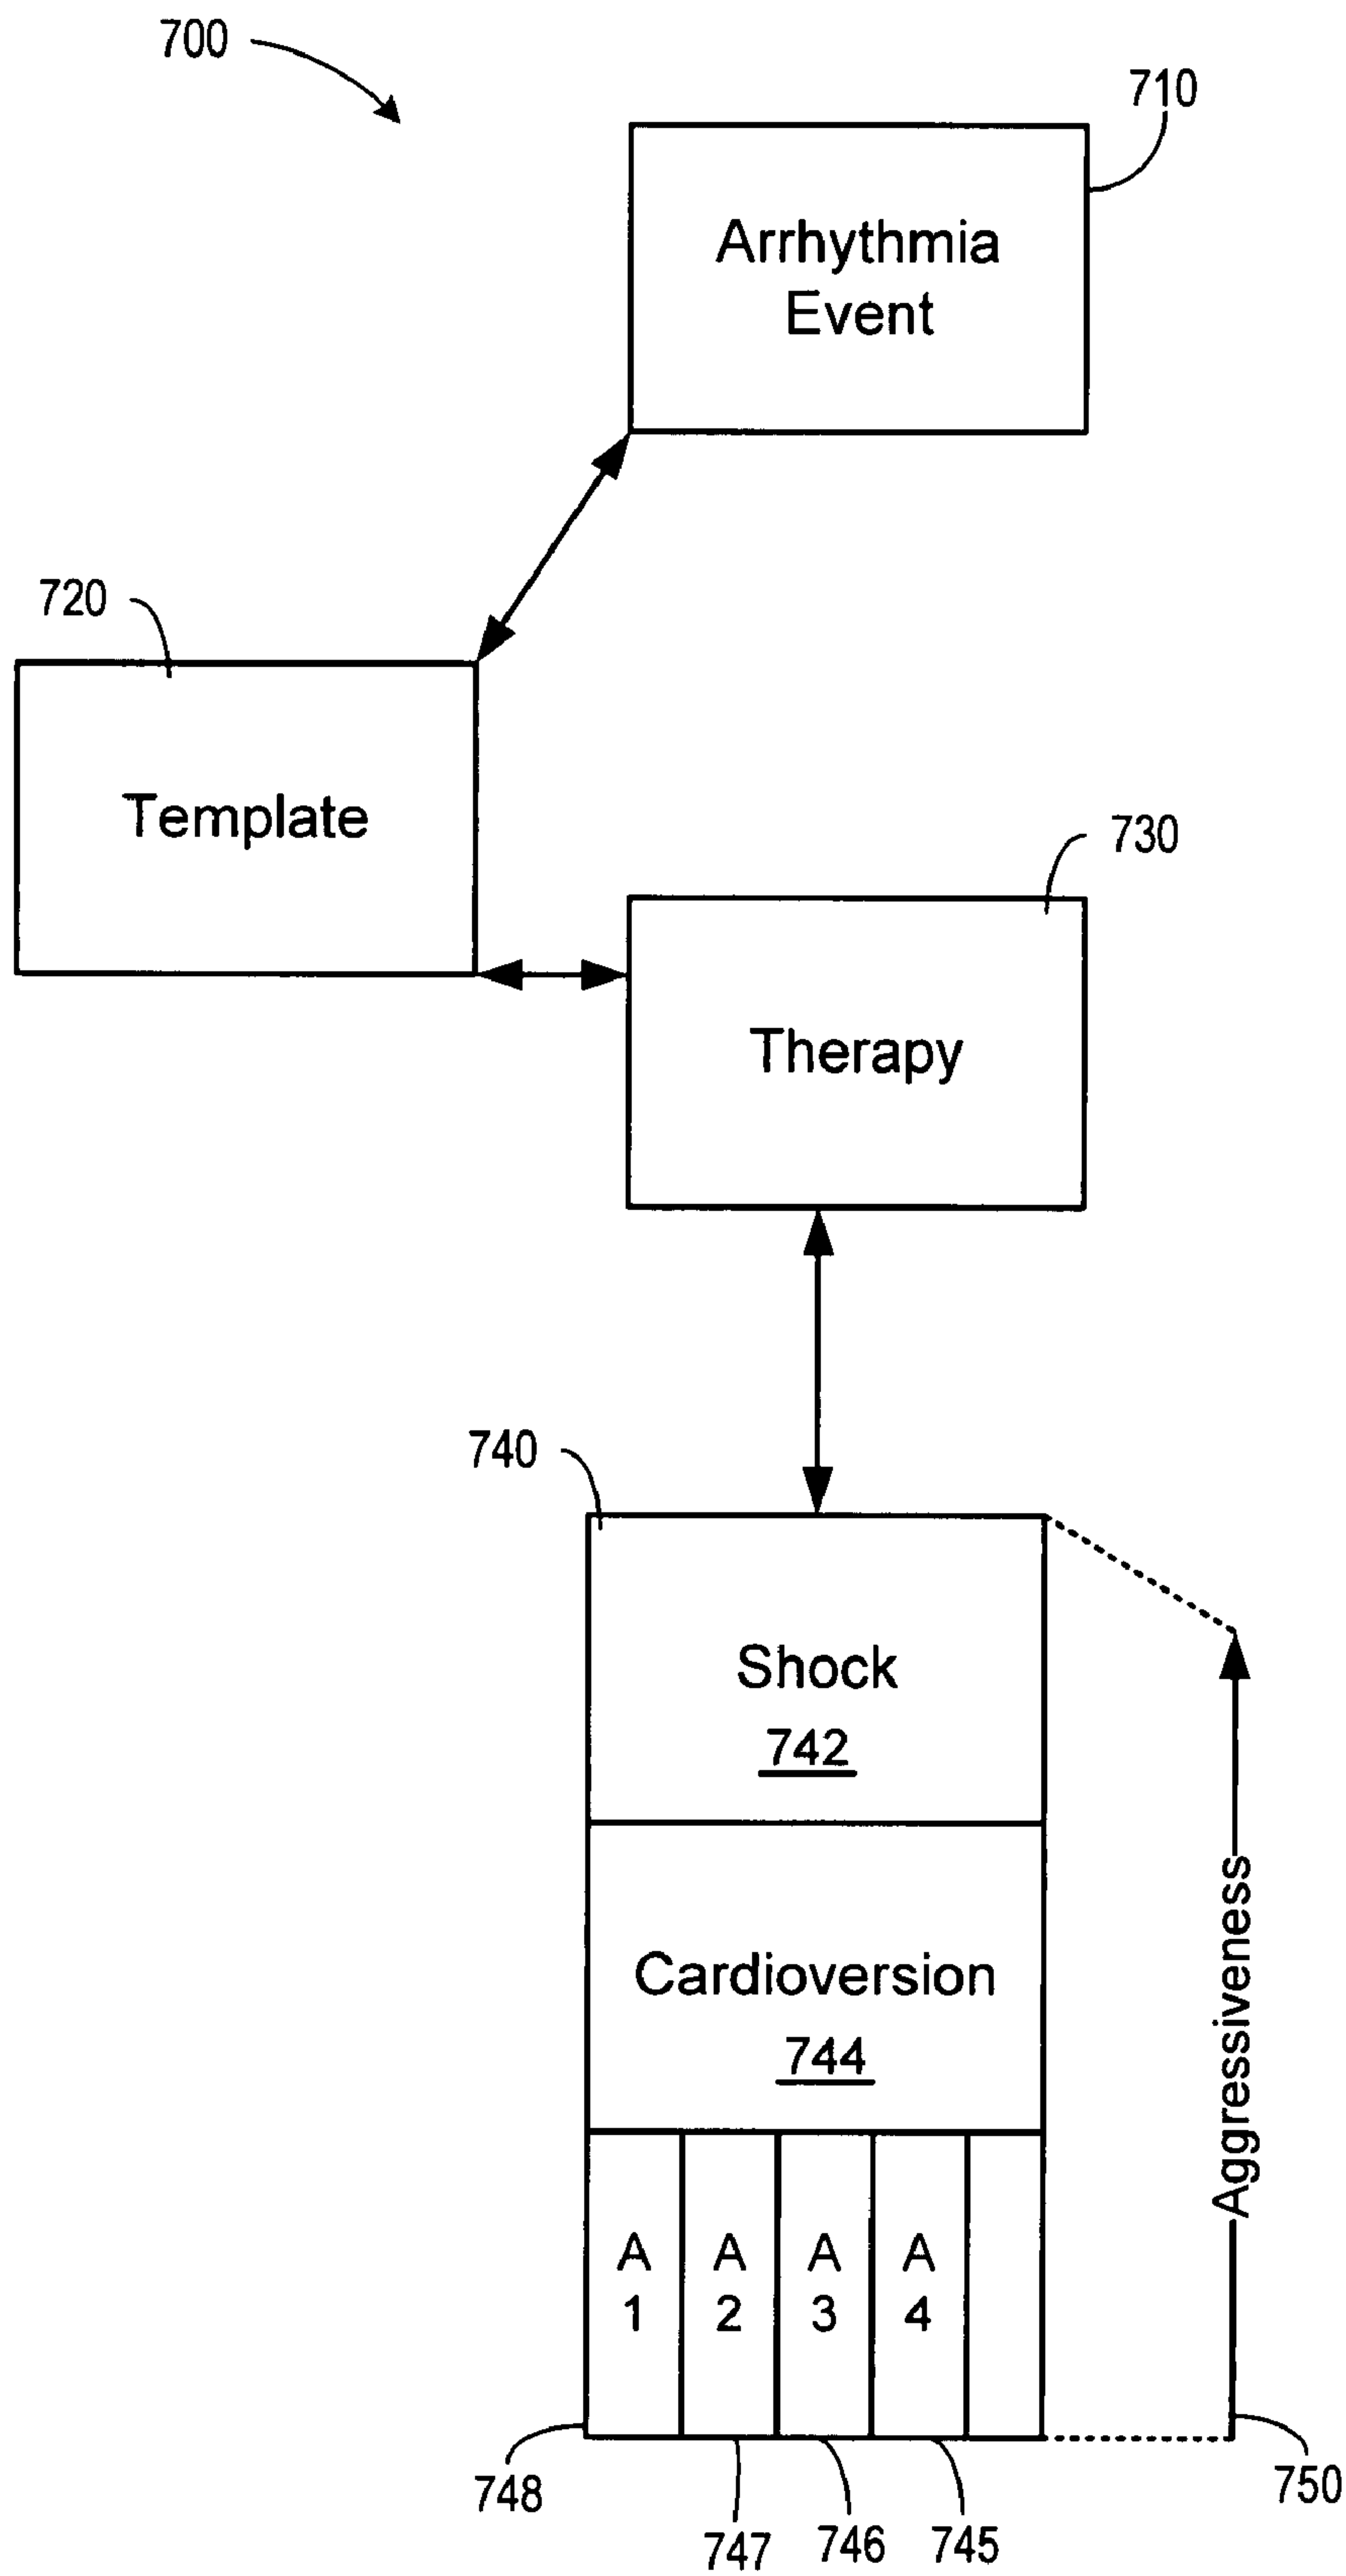 700
710
Arrhythmia
Event
720
Template
730
Therapy
740
Shock
742
Cardioversion
744
Aggressiveness
A
1
A
2
A
3
A
4
748
747
746
745
750